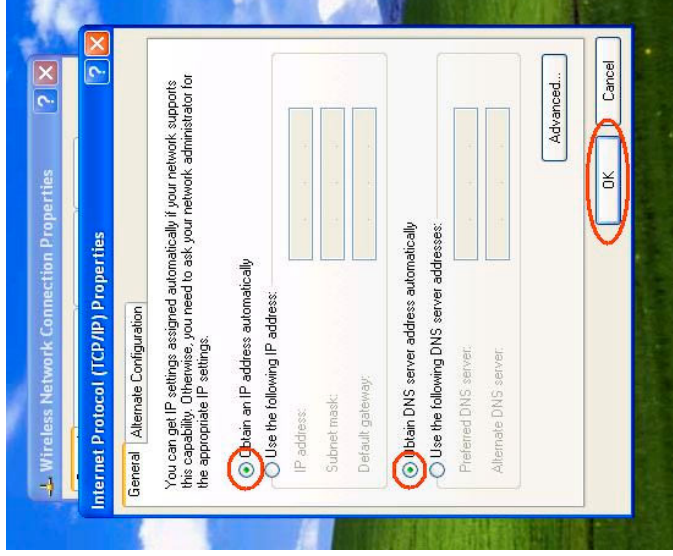 Wireless Network Connection Properties
Internet Protocol (TCP/IP) Properties
General
Alternate Configuration
You can get IP settings assigned automatically if your network supports
this capability. Otherwise, you need to ask your network administrator for
the appropriate IP settings.
Obtain an IP address automatically
Use the following IP address:
IP address:
Subnet mask:
Default gateway:
Obtain DNS server address automatically
Use the following DNS server addresses:
Preferred DNS server:
Alternate DNS server:
Advanced...
OK
Cancel